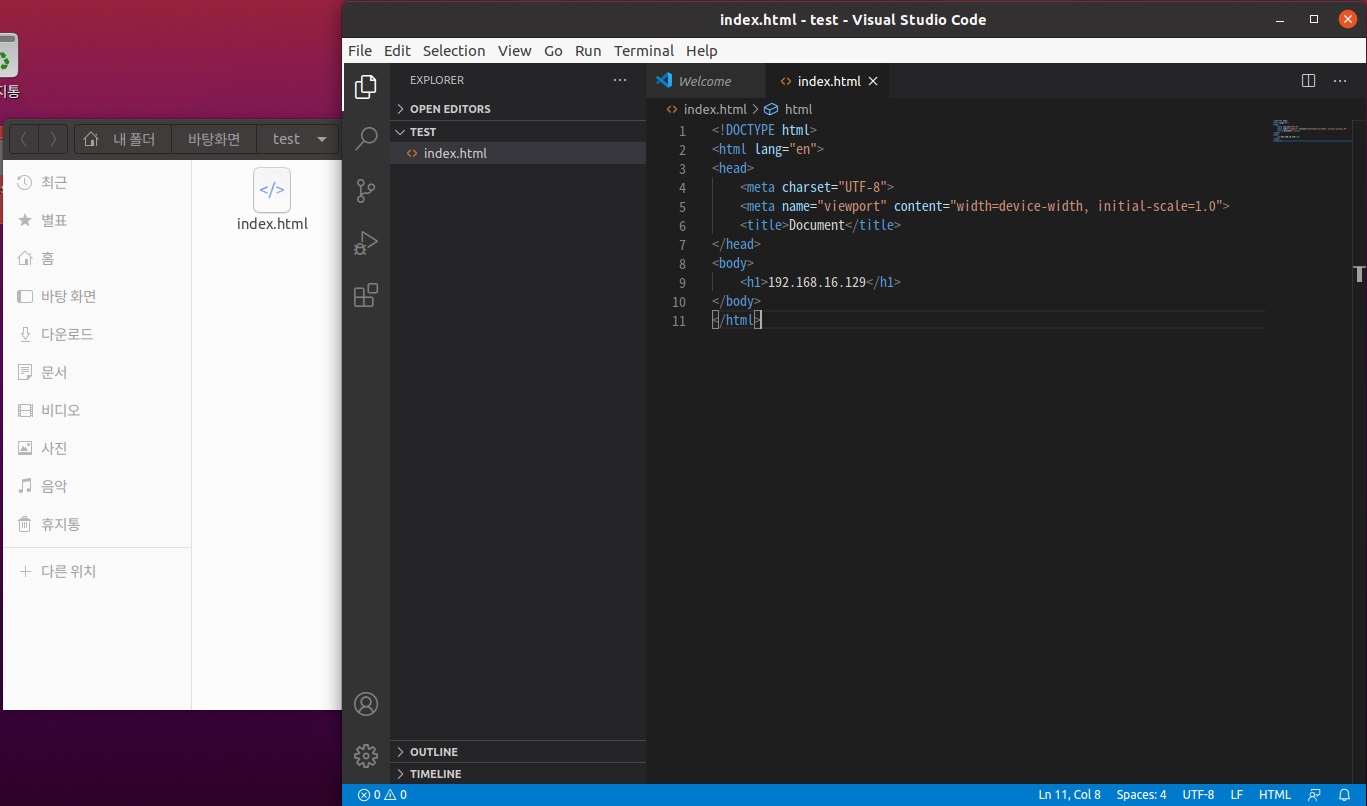 index.html - test - Visual Studio Code
File Edit Selection View Go Run Terminal Help
지통
내 폴더 바탕화면 test
최근
별표
홈
바탕 화면
다운로드
문서
비디오
사진
음악
휴지통
다른 위치
index.html
EXPLORER
OPEN EDITORS
TEST
index.html
OUTLINE
TIMELINE
Welcome index.html
index.html html
1 <!DOCTYPE html>
2 <html lang="en">
3 <head>
4 <meta charset="UTF-8">
5 <meta name="viewport" content="width=device-width, initial-scale=1.0">
6 <title>Document</title>
7 </head>
8 <body>
9 <h1>192.168.16.129</h1>
10 </body>
11 </html>
0 0 Ln 11, Col 8 Spaces: 4 UTF-8 LF HTML